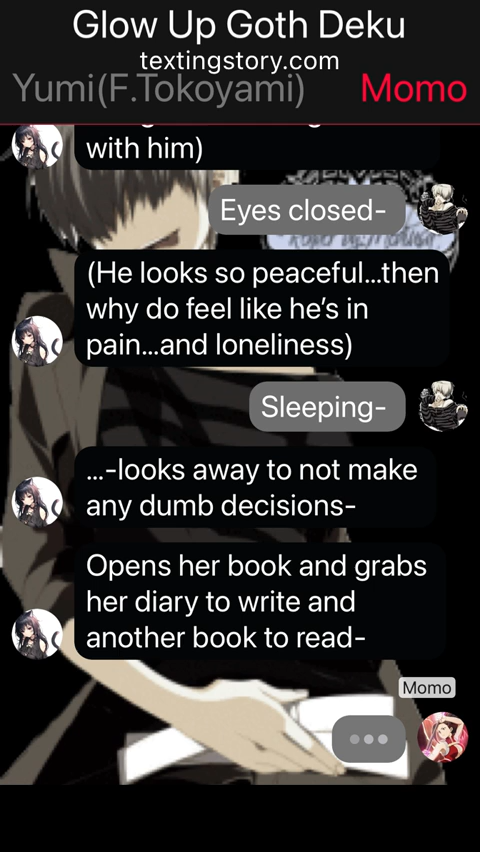 Glow Up Goth Deku
textingstory.com
Yumi(F.Tokoyami)
Momo
with him)
Eyes closed-
(He looks so peaceful...then
why do feel like he’s in
pain...and loneliness)
Sleeping-
...-looks away to not make
any dumb decisions-
Opens her book and grabs
her diary to write and
another book to read-
Momo